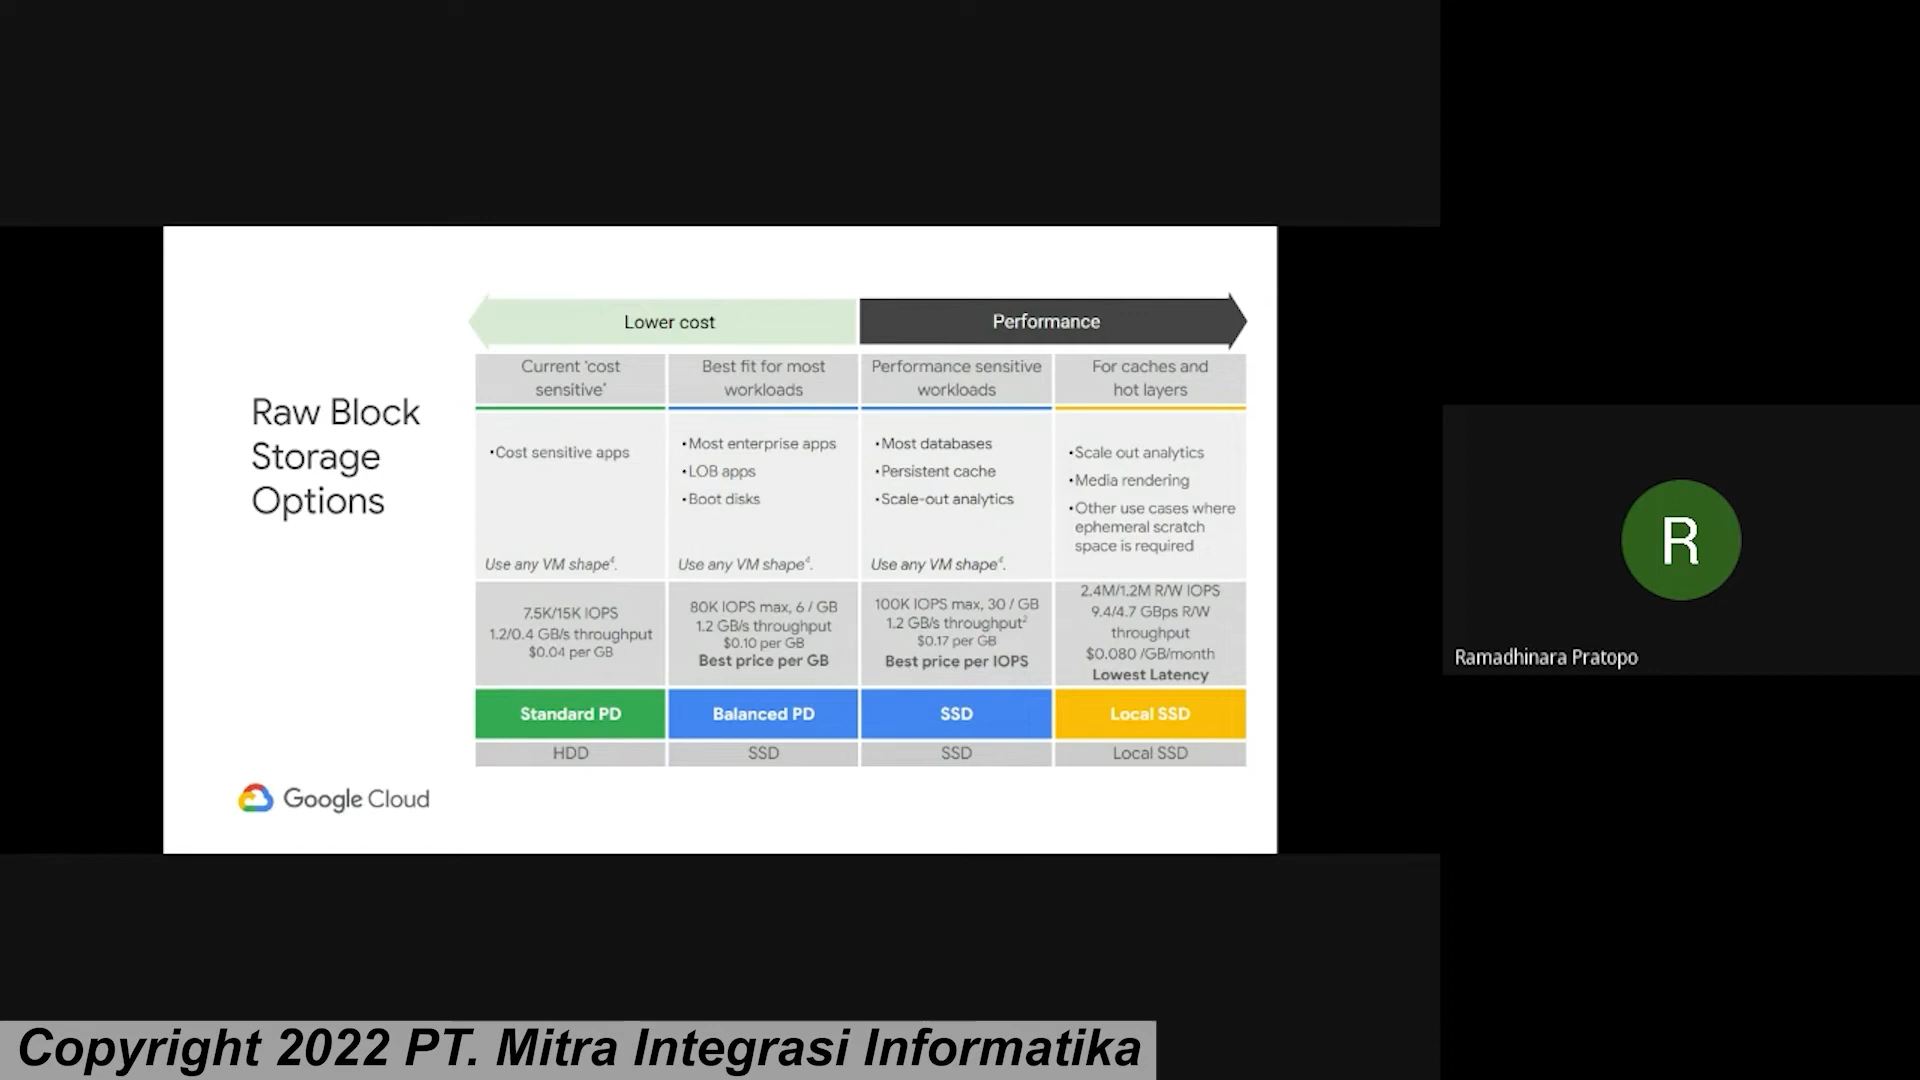 Raw Block
Storage
Options
Lower cost
Performance
Current 'cost
sensitive'
Best fit for most
workloads
Performance sensitive
workloads
For caches and
hot layers
•Cost sensitive apps
Use any VM shape⁴.
•Most enterprise apps
•LOB apps
•Boot disks
Use any VM shape⁴.
•Most databases
•Persistent cache
•Scale-out analytics
Use any VM shape⁴.
•Scale out analytics
•Media rendering
•Other use cases where
ephemeral scratch
space is required
7.5K/15K IOPS
1.2/0.4 GB/s throughput
$0.04 per GB
80K IOPS max, 6 / GB
1.2 GB/s throughput
$0.10 per GB
Best price per GB
100K IOPS max, 30 / GB
1.2 GB/s throughput²
$0.17 per GB
Best price per IOPS
2.4M/1.2M R/W IOPS
9.4/4.7 GBps R/W
throughput
$0.080 /GB/month
Lowest Latency
Standard PD
Balanced PD
SSD
Local SSD
HDD
SSD
SSD
Local SSD
Google Cloud
R
Ramadhinara Pratopo
Copyright 2022 PT. Mitra Integrasi Informatika